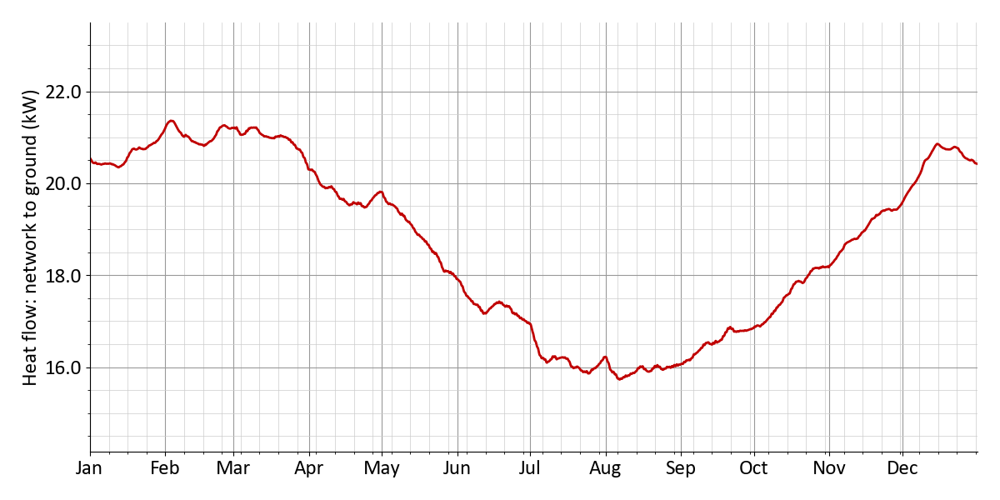 Heat flow: network to ground (kW)
22.0
20.0
18.0
16.0
Jan Feb Mar Apr May Jun Jul Aug Sep Oct Nov Dec